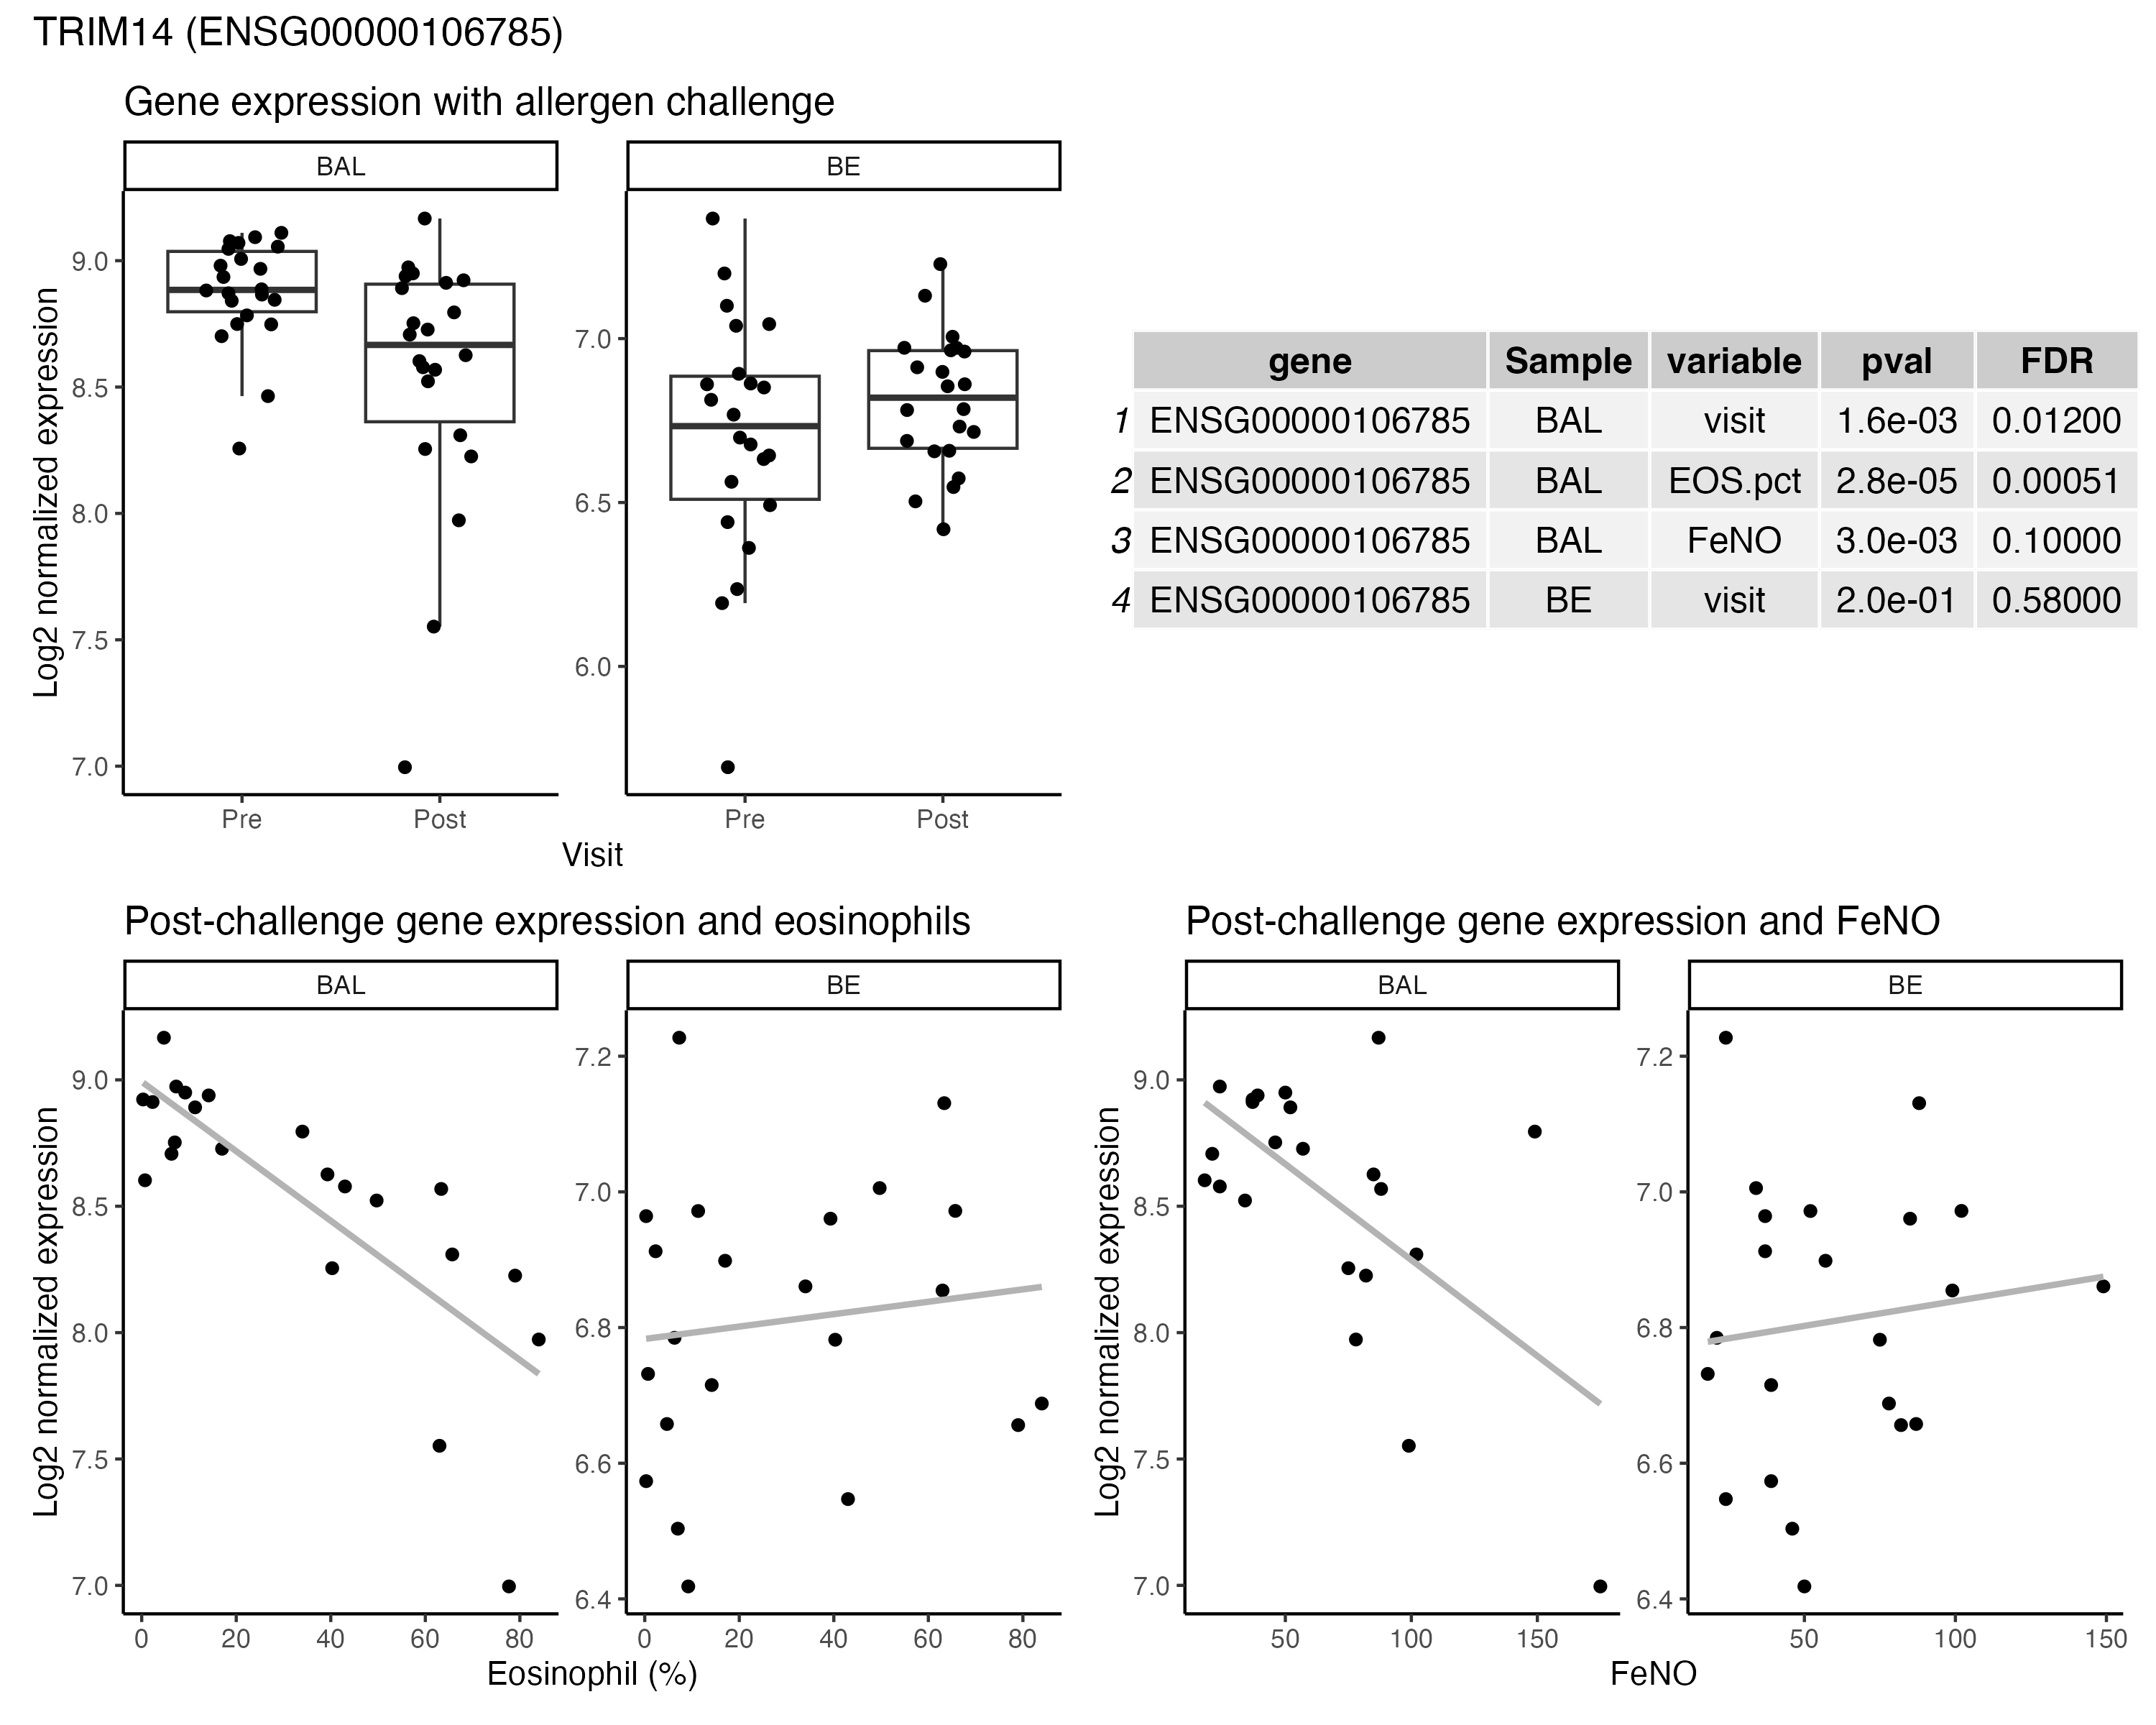 TRIM14 (ENSG00000106785)
Gene expression with allergen challenge
BAL BE
Log2 normalized expression
9.0
8.5
8.0
7.5
7.0
7.0
6.5
6.0
Pre Post Pre Post
Visit
gene Sample variable pval FDR
1 ENSG00000106785 BAL visit 1.6e-03 0.01200
2 ENSG00000106785 BAL EOS.pct 2.8e-05 0.00051
3 ENSG00000106785 BAL FeNO 3.0e-03 0.10000
4 ENSG00000106785 BE visit 2.0e-01 0.58000
Post-challenge gene expression and eosinophils
BAL BE
Log2 normalized expression
9.0
8.5
8.0
7.5
7.0
7.2
7.0
6.8
6.6
6.4
0 20 40 60 80 0 20 40 60 80
Eosinophil (%)
Post-challenge gene expression and FeNO
BAL BE
Log2 normalized expression
9.0
8.5
8.0
7.5
7.0
7.2
7.0
6.8
6.6
6.4
50 100 150 50 100 150
FeNO